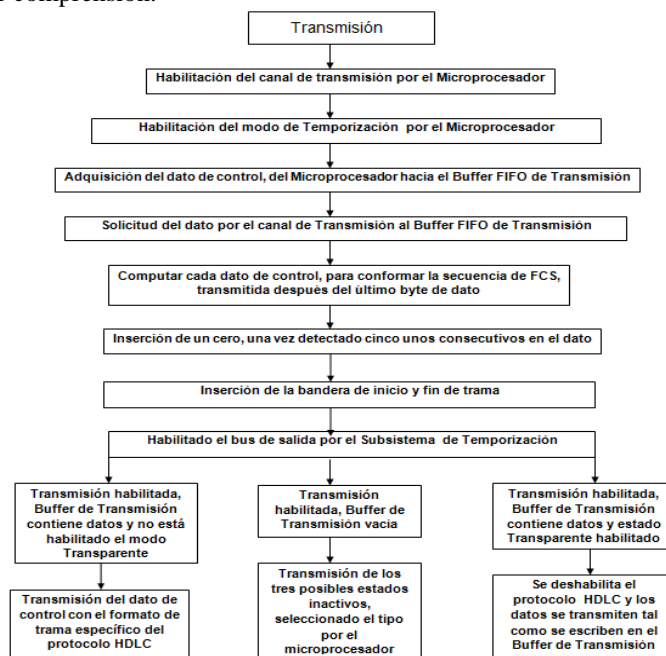 comprensión.
Transmisión
Habilitación del canal de transmisión por el Microprocesador
Habilitación del modo de Temporización por el Microprocesador
Adquisición del dato de control, del Microprocesador hacia el Buffer FIFO de Transmisión
Solicitud del dato por el canal de Transmisión al Buffer FIFO de Transmisión
Computar cada dato de control, para conformar la secuencia de FCS,
transmitida después del último byte de dato
Inserción de un cero, una vez detectado cinco unos consecutivos en el dato
Inserción de la bandera de inicio y fin de trama
Habilitado el bus de salida por el Subsistema de Temporización
Transmisión habilitada,
Buffer de Transmisión
contiene datos y no está
habilitado el modo
Transparente
Transmisión
habilitada, Buffer de
Transmisión vacia
Transmisión habilitada,
Buffer de Transmisión
contiene datos y estado
Transparente habilitado
Transmisión del dato de
control con el formato de
trama específico del
protocolo HDLC
Transmisión de los
tres posibles estados
inactivos,
seleccionado el tipo
por el
microprocesador
Se deshabilita el
protocolo HDLC y los
datos se transmiten tal
como se escriben en el
Buffer de Transmisión